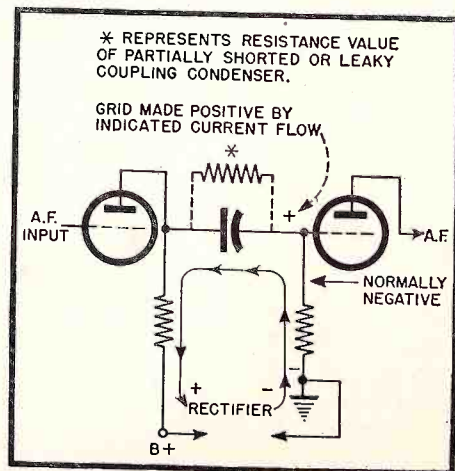 * REPRESENTS RESISTANCE VALUE
OF PARTIALLY SHORTED OR LEAKY
COUPLING CONDENSER.
GRID MADE POSITIVE BY
INDICATED CURRENT FLOW
*
+
A.F.
INPUT
A.F.
NORMALLY
NEGATIVE
+
-
-
RECTIFIER
B+